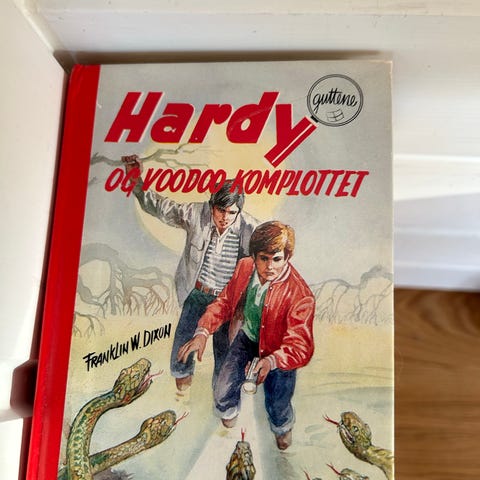 Hardy
guttene
OG VOODOO KOMPLOTTET
FRANKLIN W. DIXON